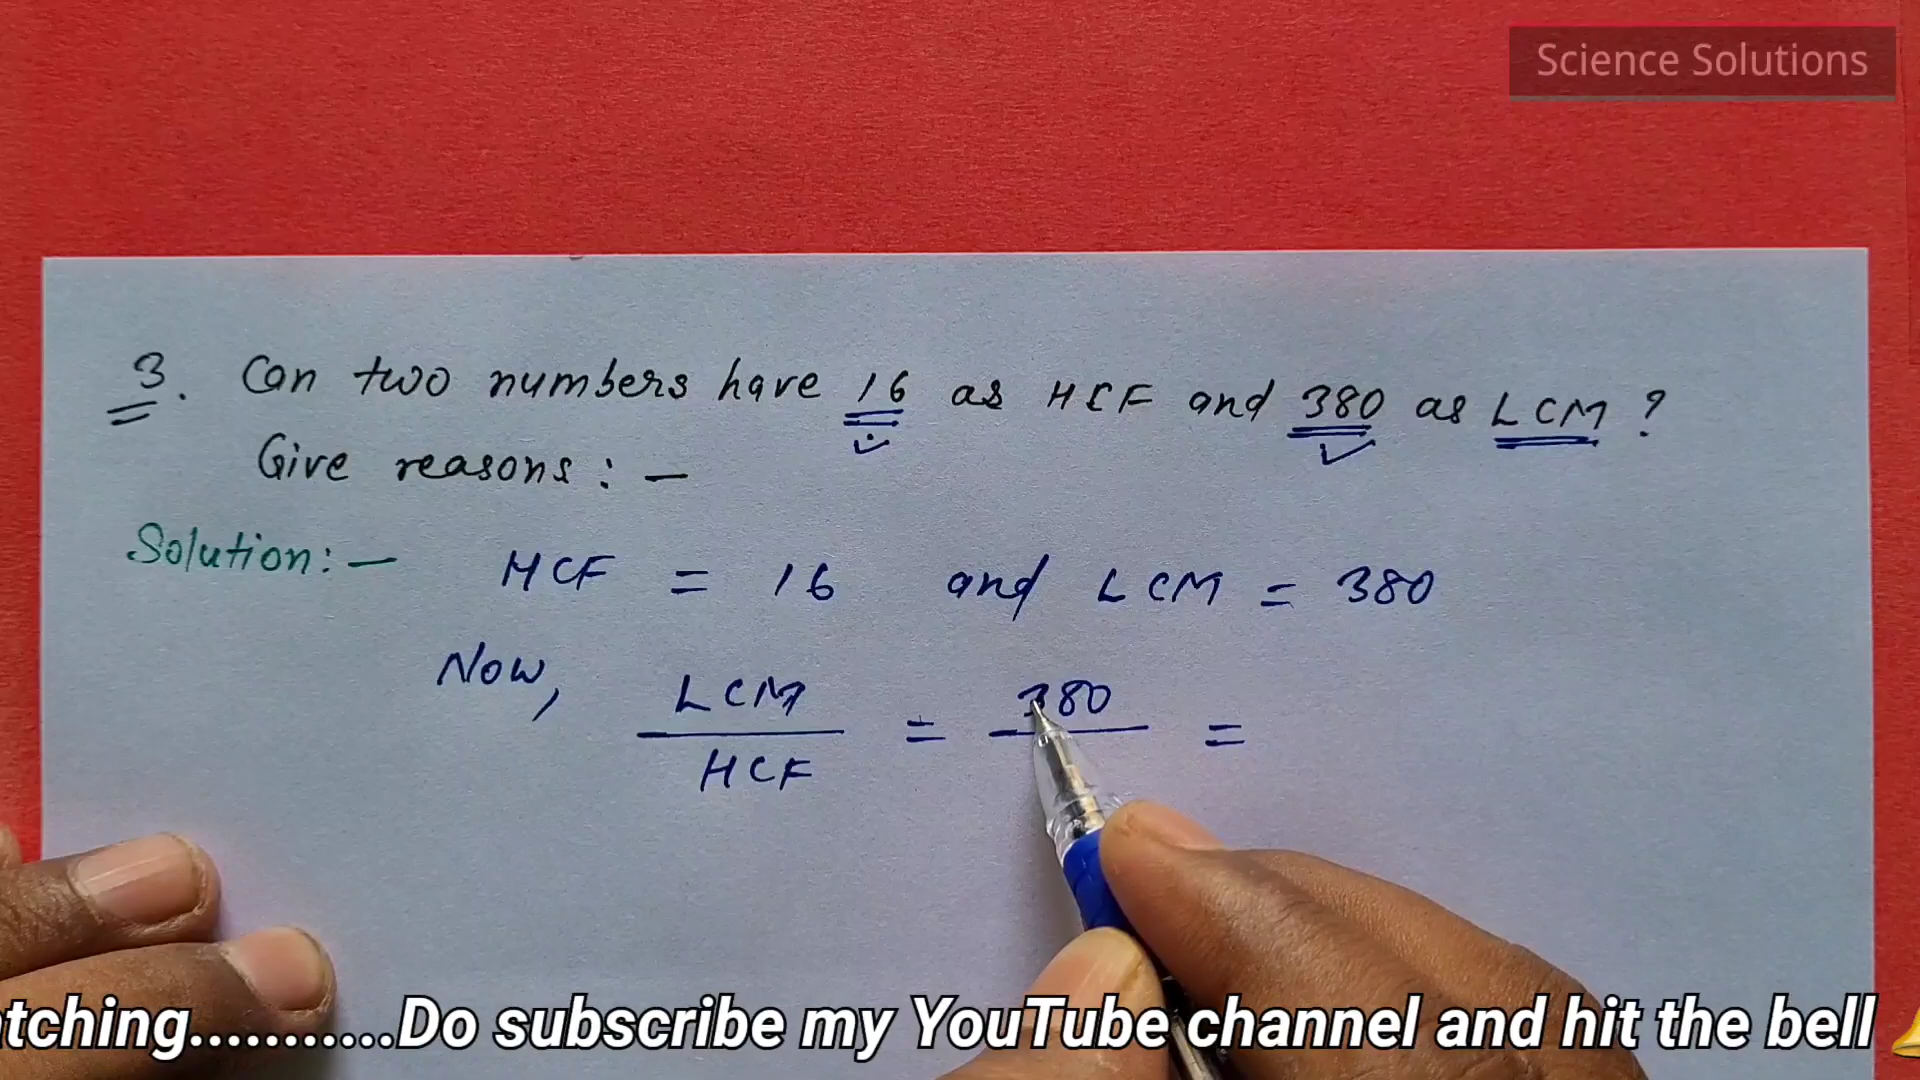 Science Solutions
3. Can two numbers have 16 as HCF and 380 as LCM?
Give reasons: —
Solution: — HCF = 16 and LCM = 380
Now, LCM / HCF = 380 / =
...........Do subscribe my YouTube channel and hit the bell 🔔